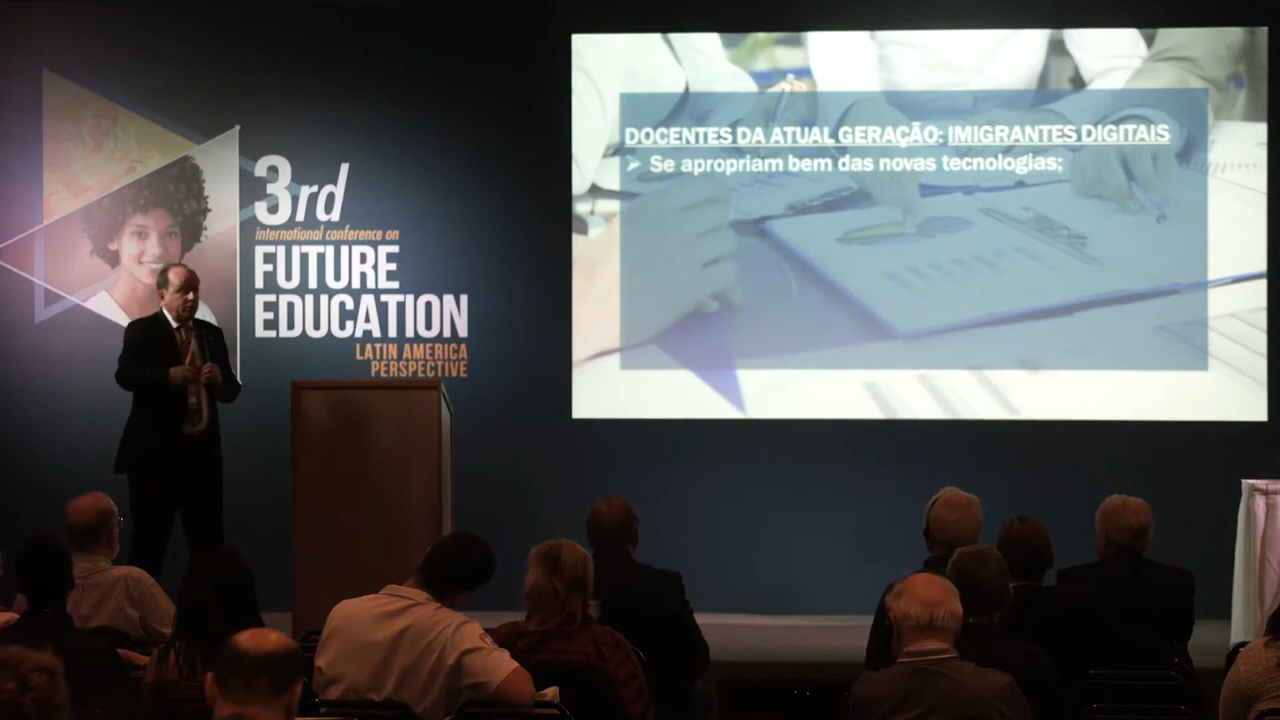 3rd
international conference on
FUTURE
EDUCATION
LATIN AMERICA
PERSPECTIVE
DOCENTES DA ATUAL GERAÇÃO: IMIGRANTES DIGITAIS
➢ Se apropriam bem das novas tecnologias;